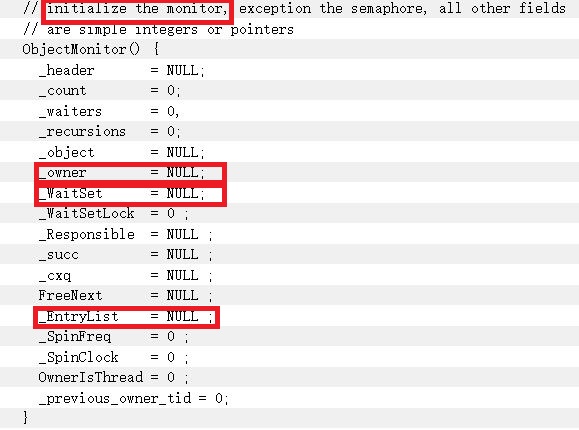 // initialize the monitor, exception the semaphore, all other fields
// are simple integers or pointers
ObjectMonitor() {
_header = NULL;
_count = 0;
_waiters = 0,
_recursions = 0;
_object = NULL;
_owner = NULL;
_WaitSet = NULL;
_WaitSetLock = 0 ;
_Responsible = NULL ;
_succ = NULL ;
_cxq = NULL ;
FreeNext = NULL ;
_EntryList = NULL ;
_SpinFreq = 0 ;
_SpinClock = 0 ;
OwnerIsThread = 0 ;
_previous_owner_tid = 0;
}